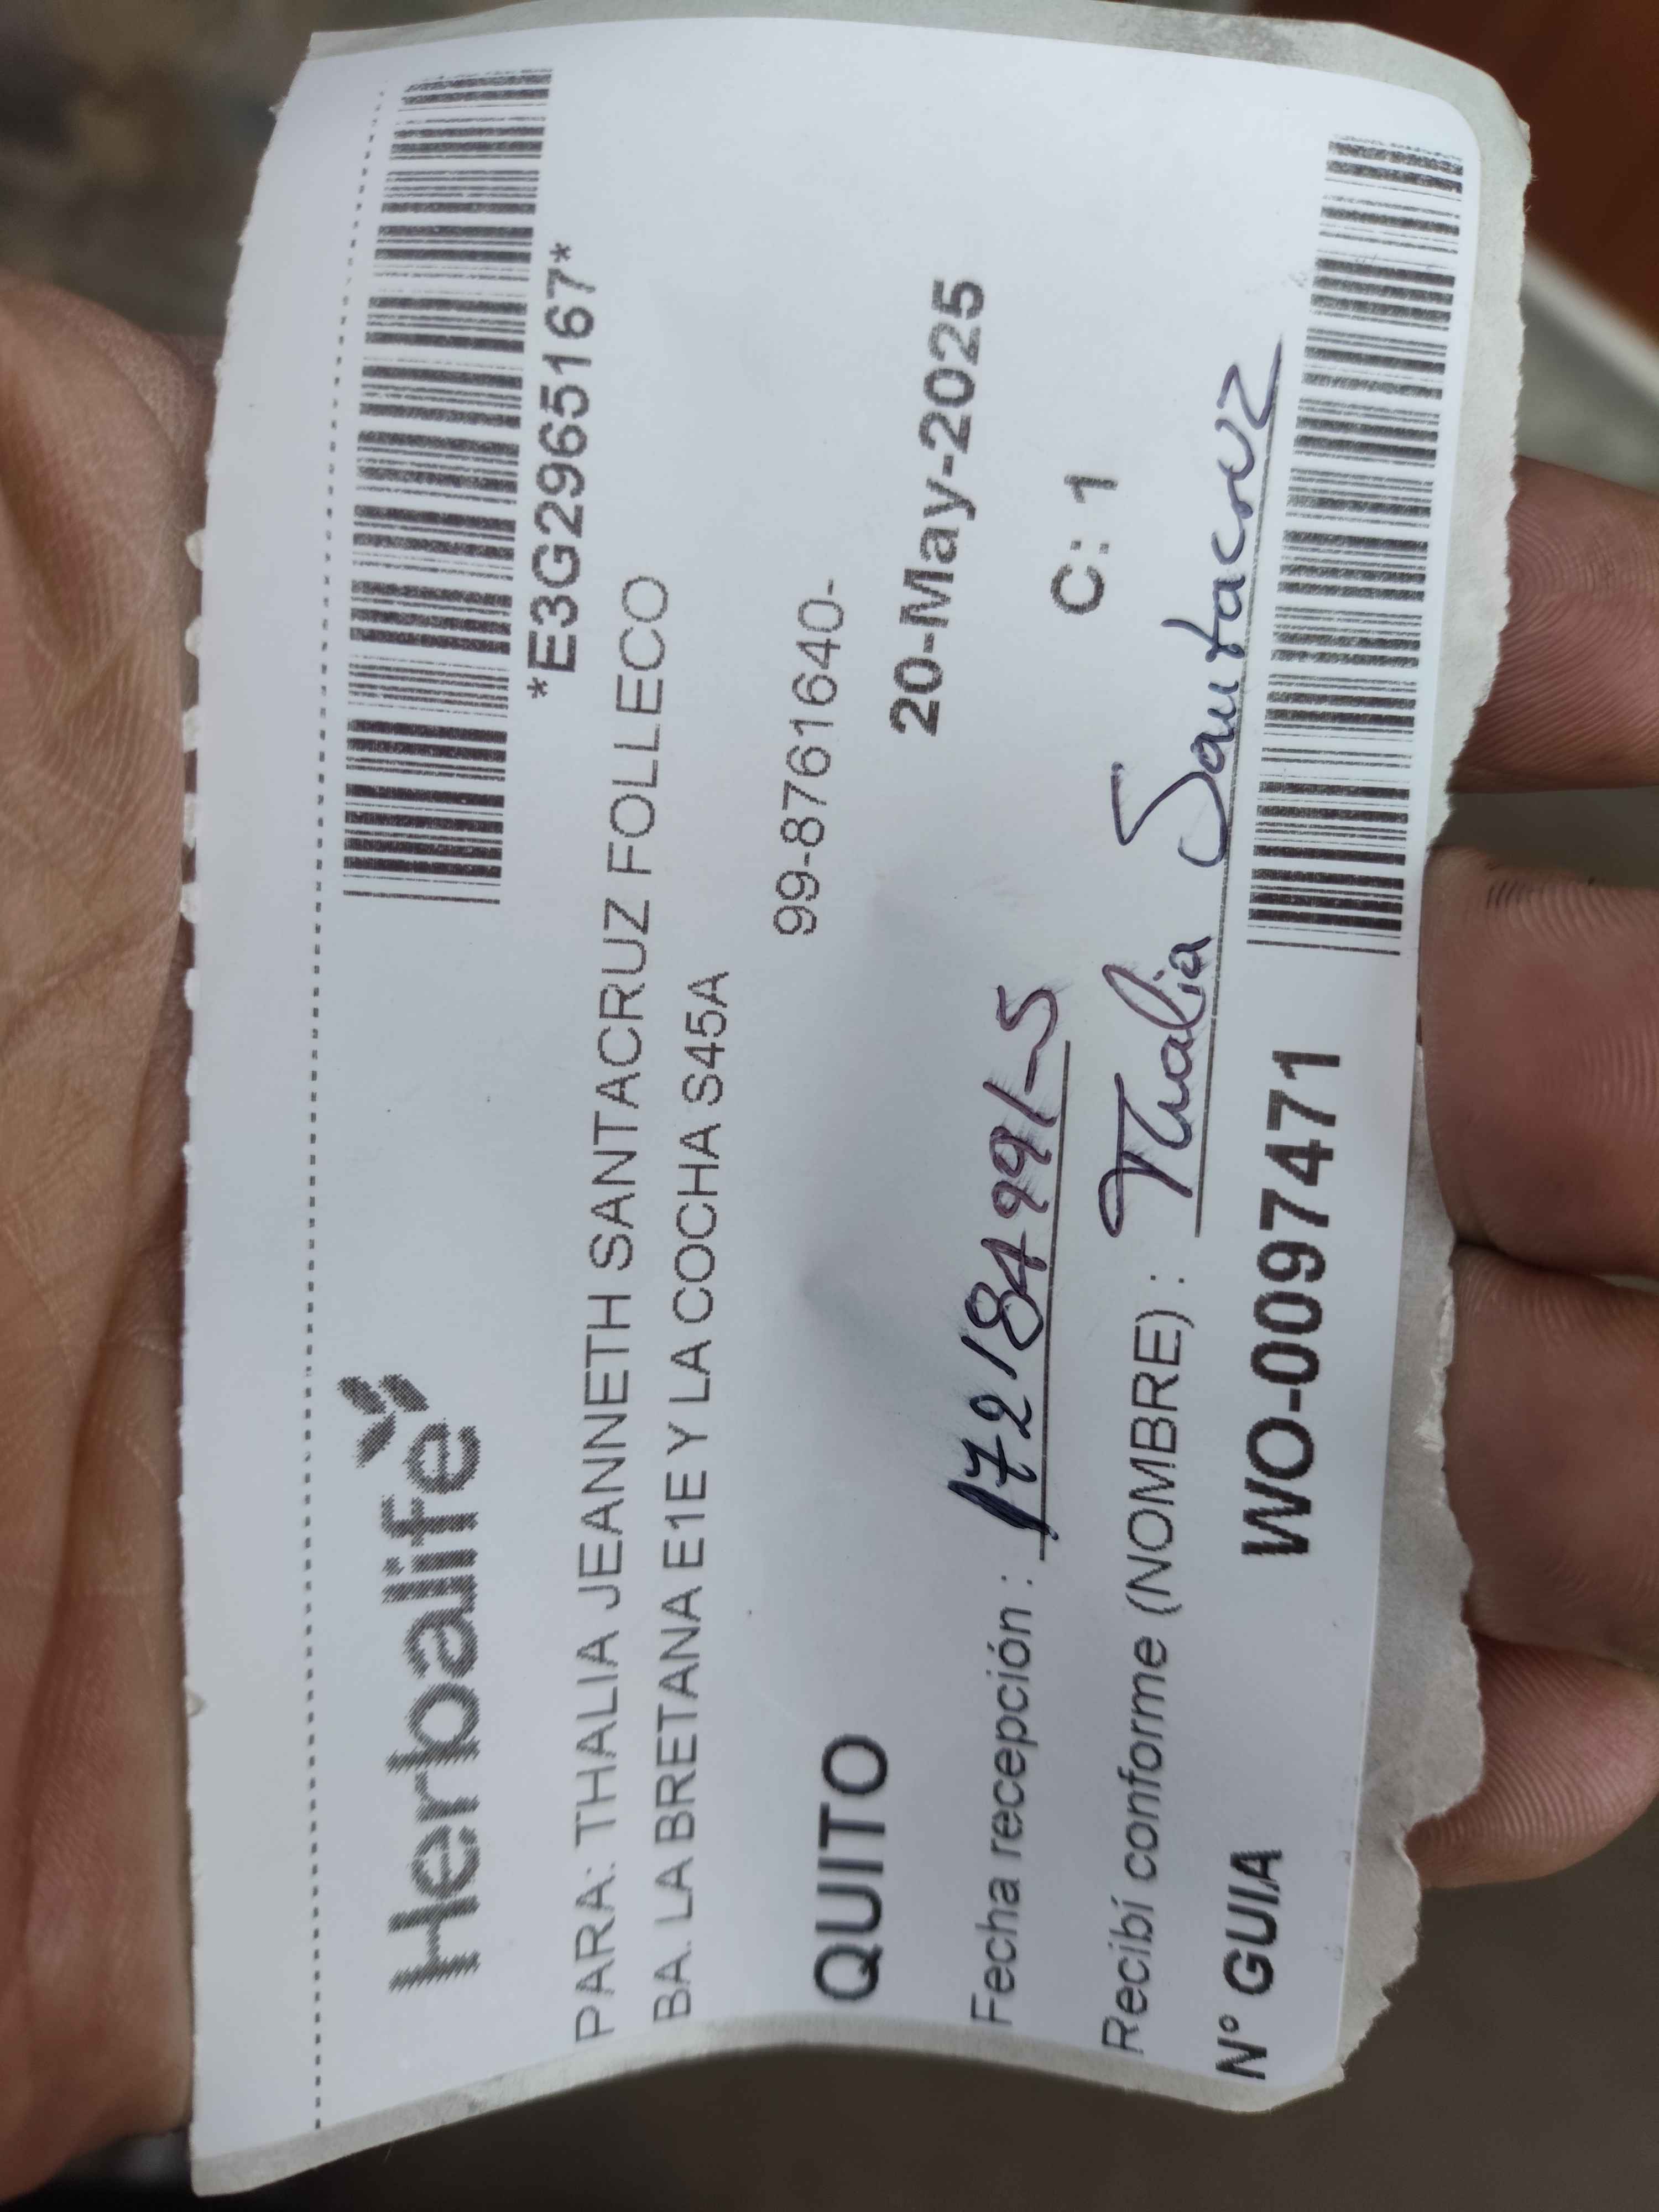 Herbalife
*E3G2965167*
PARA: THALIA JEANNETH SANTACRUZ FOLLECO
BA. LA BRETANA E1E Y LA COCHA S45A
99-8761640-
QUITO
20-May-2025
Fecha recepción : 172184991-5
C: 1
Recibí conforme (NOMBRE) : Thalia Santacruz
N° GUIA WO-0097471